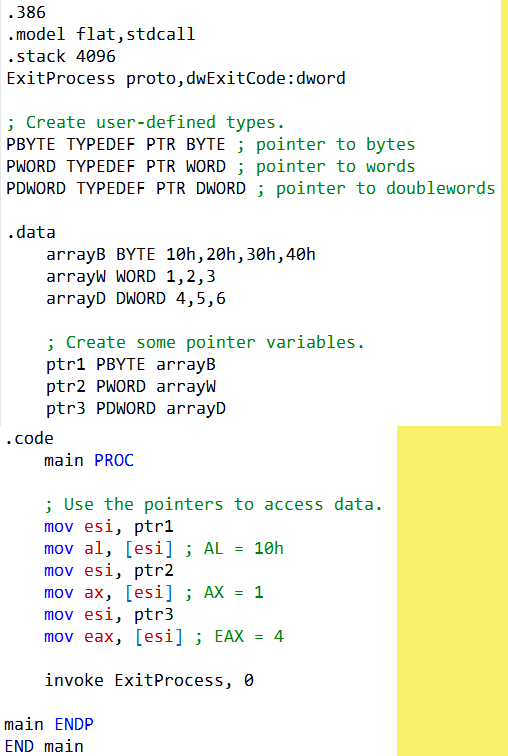 .386
.model flat,stdcall
.stack 4096
ExitProcess proto,dwExitCode:dword
; Create user-defined types.
PBYTE TYPEDEF PTR BYTE ; pointer to bytes
PWORD TYPEDEF PTR WORD ; pointer to words
PDWORD TYPEDEF PTR DWORD ; pointer to doublewords
.data
arrayB BYTE 10h,20h,30h,40h
arrayW WORD 1,2,3
arrayD DWORD 4,5,6
; Create some pointer variables.
ptr1 PBYTE arrayB
ptr2 PWORD arrayW
ptr3 PDWORD arrayD
.code
main PROC
; Use the pointers to access data.
mov esi, ptr1
mov al, [esi] ; AL = 10h
mov esi, ptr2
mov ax, [esi] ; AX = 1
mov esi, ptr3
mov eax, [esi] ; EAX = 4
invoke ExitProcess, 0
main ENDP
END main